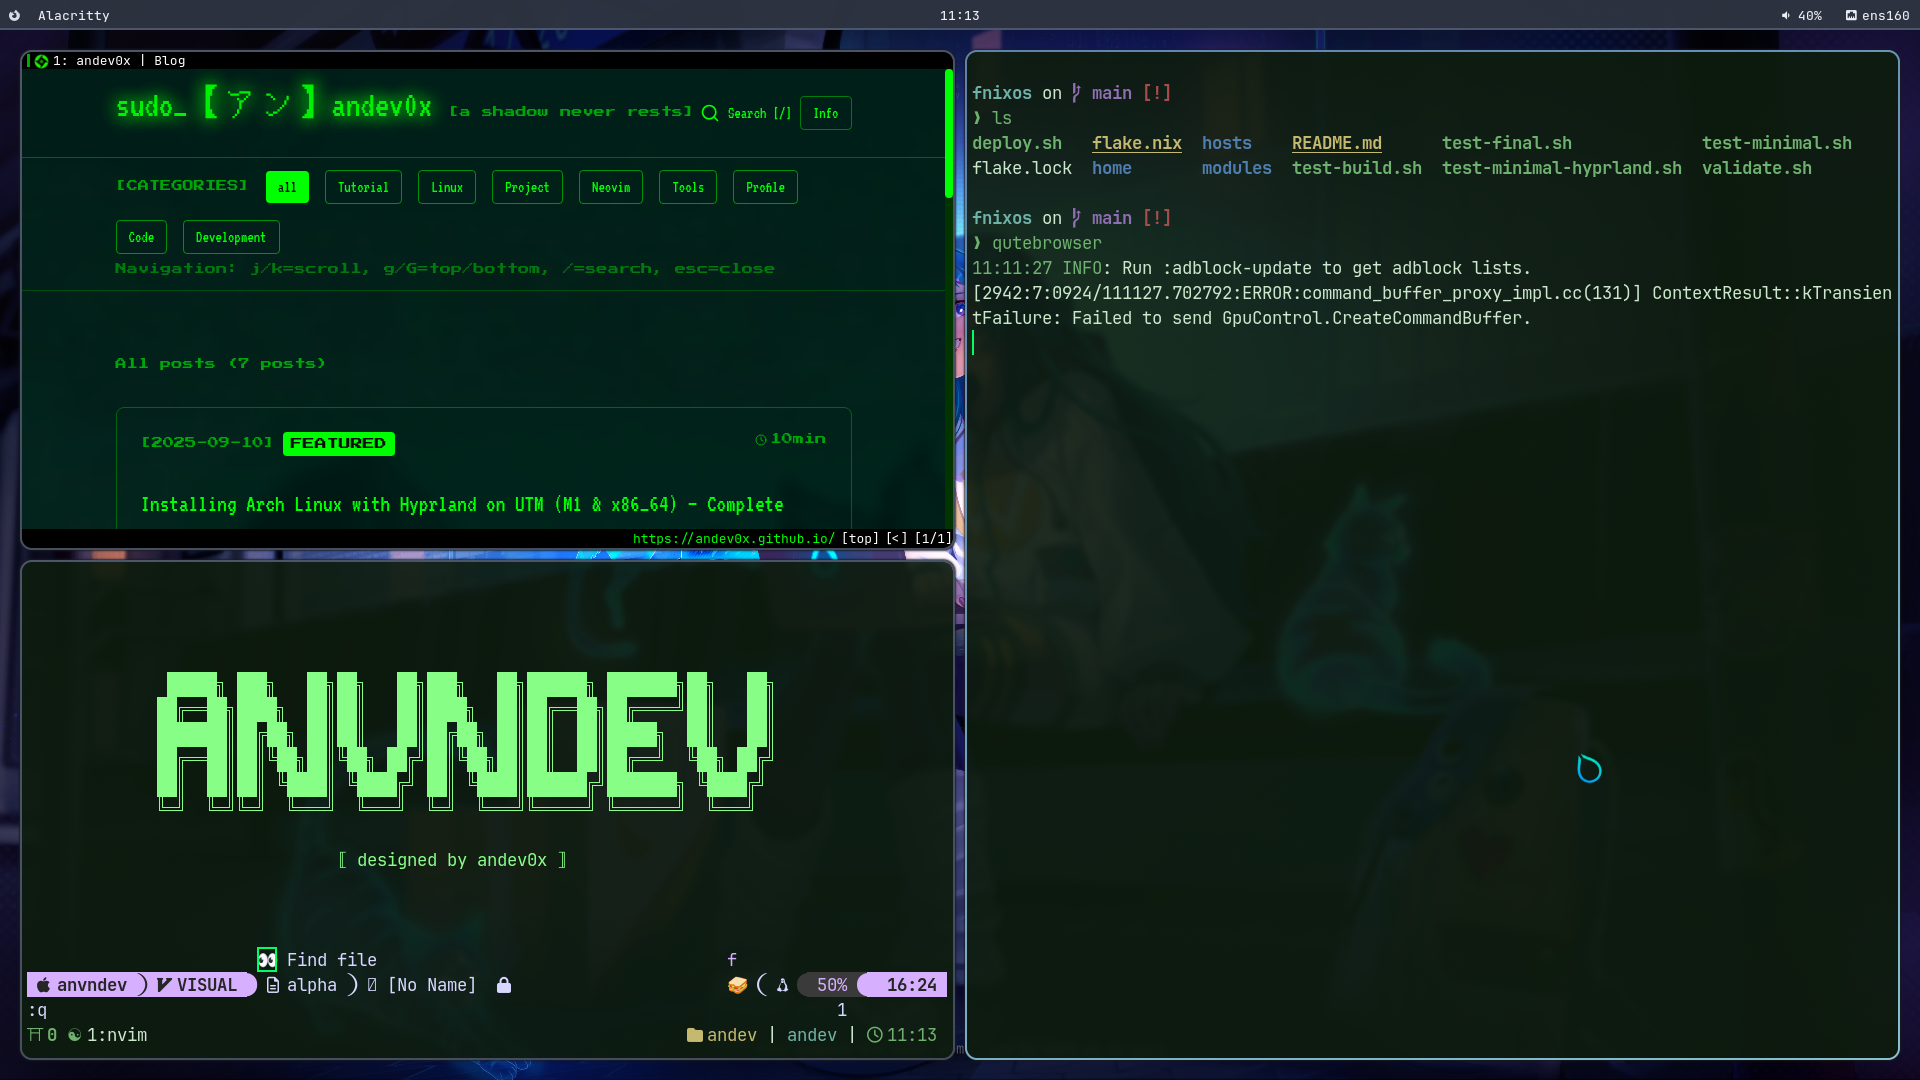 Alacritty
11:13
40%
ens160
1: andev0x | Blog
sudo_【アン】andev0x
[a shadow never rests]
Search [/]
Info
[CATEGORIES]
all
Tutorial
Linux
Project
Neovim
Tools
Profile
Code
Development
Navigation: j/k=scroll, g/G=top/bottom, /=search, esc=close
All posts (7 posts)
[2025-09-10] FEATURED
10min
Installing Arch Linux with Hyprland on UTM (M1 & x86_64) - Complete
https://andev0x.github.io/ [top] [<] [1/1]
ANVNDEV
〚 designed by andev0x 〛
👀 Find file f
anvndev VISUAL alpha [No Name] 50% 16:24
:q 1
0 1:nvim andev | andev | 11:13
fnixos on main [!]
❯ ls
deploy.sh flake.nix hosts README.md test-final.sh test-minimal.sh
flake.lock home modules test-build.sh test-minimal-hyprland.sh validate.sh
fnixos on main [!]
❯ qutebrowser
11:11:27 INFO: Run :adblock-update to get adblock lists.
[2942:7:0924/111127.702792:ERROR:command_buffer_proxy_impl.cc(131)] ContextResult::kTransien
tFailure: Failed to send GpuControl.CreateCommandBuffer.